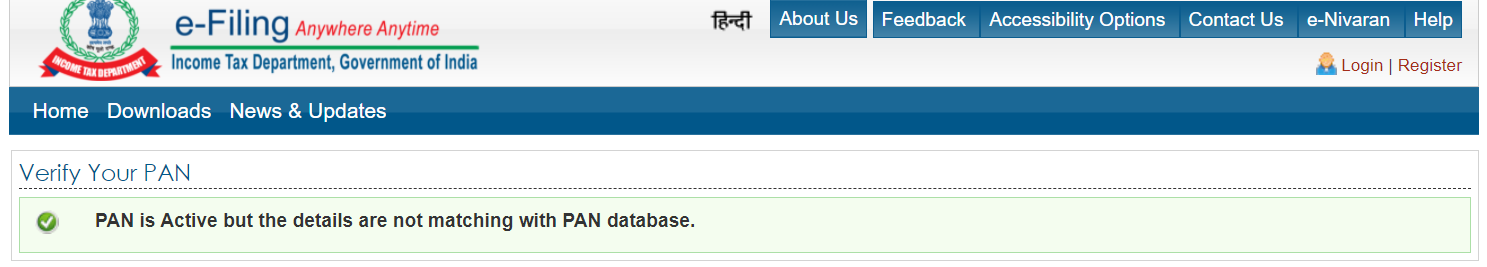 e-Filing Anywhere Anytime
Income Tax Department, Government of India
INCOME TAX DEPARTMENT
हिन्दी About Us Feedback Accessibility Options Contact Us e-Nivaran Help
Login | Register
Home Downloads News & Updates
Verify Your PAN
PAN is Active but the details are not matching with PAN database.